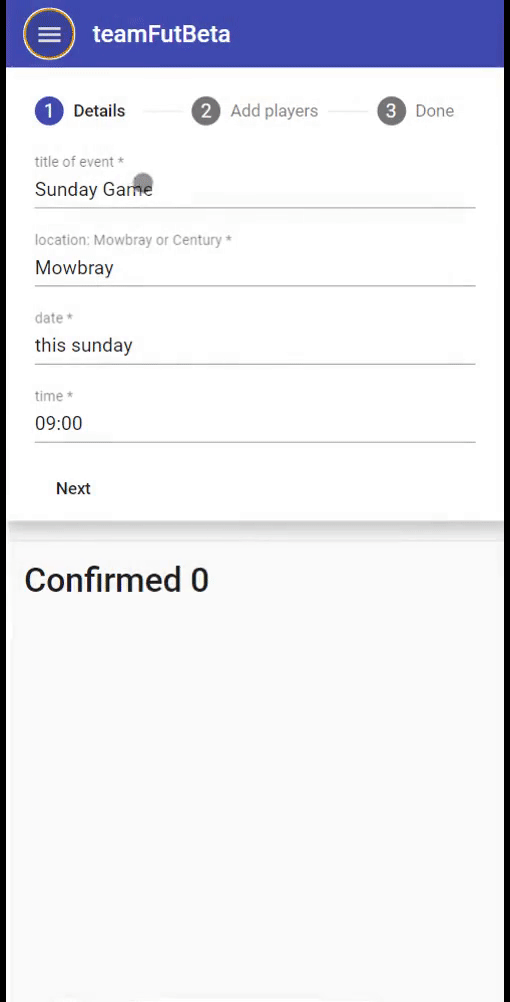 teamFutBeta
1 Details 2 Add players 3 Done
title of event *
Sunday Game
location: Mowbray or Century *
Mowbray
date *
this sunday
time *
09:00
Next
Confirmed 0